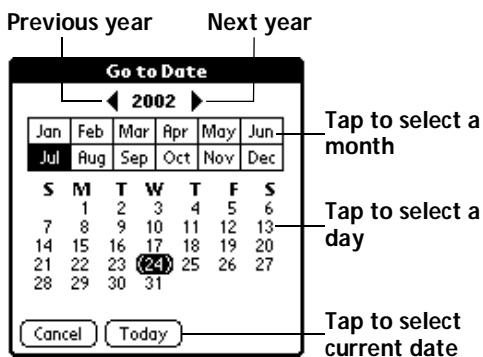 Previous year Next year
Go to Date
2002
Jan Feb Mar Apr May Jun
Tap to select a
month
Jul Aug Sep Oct Nov Dec
S M T W T F S
1 2 3 4 5 6
Tap to select a
day
7 8 9 10 11 12 13
14 15 16 17 18 19 20
21 22 23 24 25 26 27
28 29 30 31
Cancel Today
Tap to select
current date